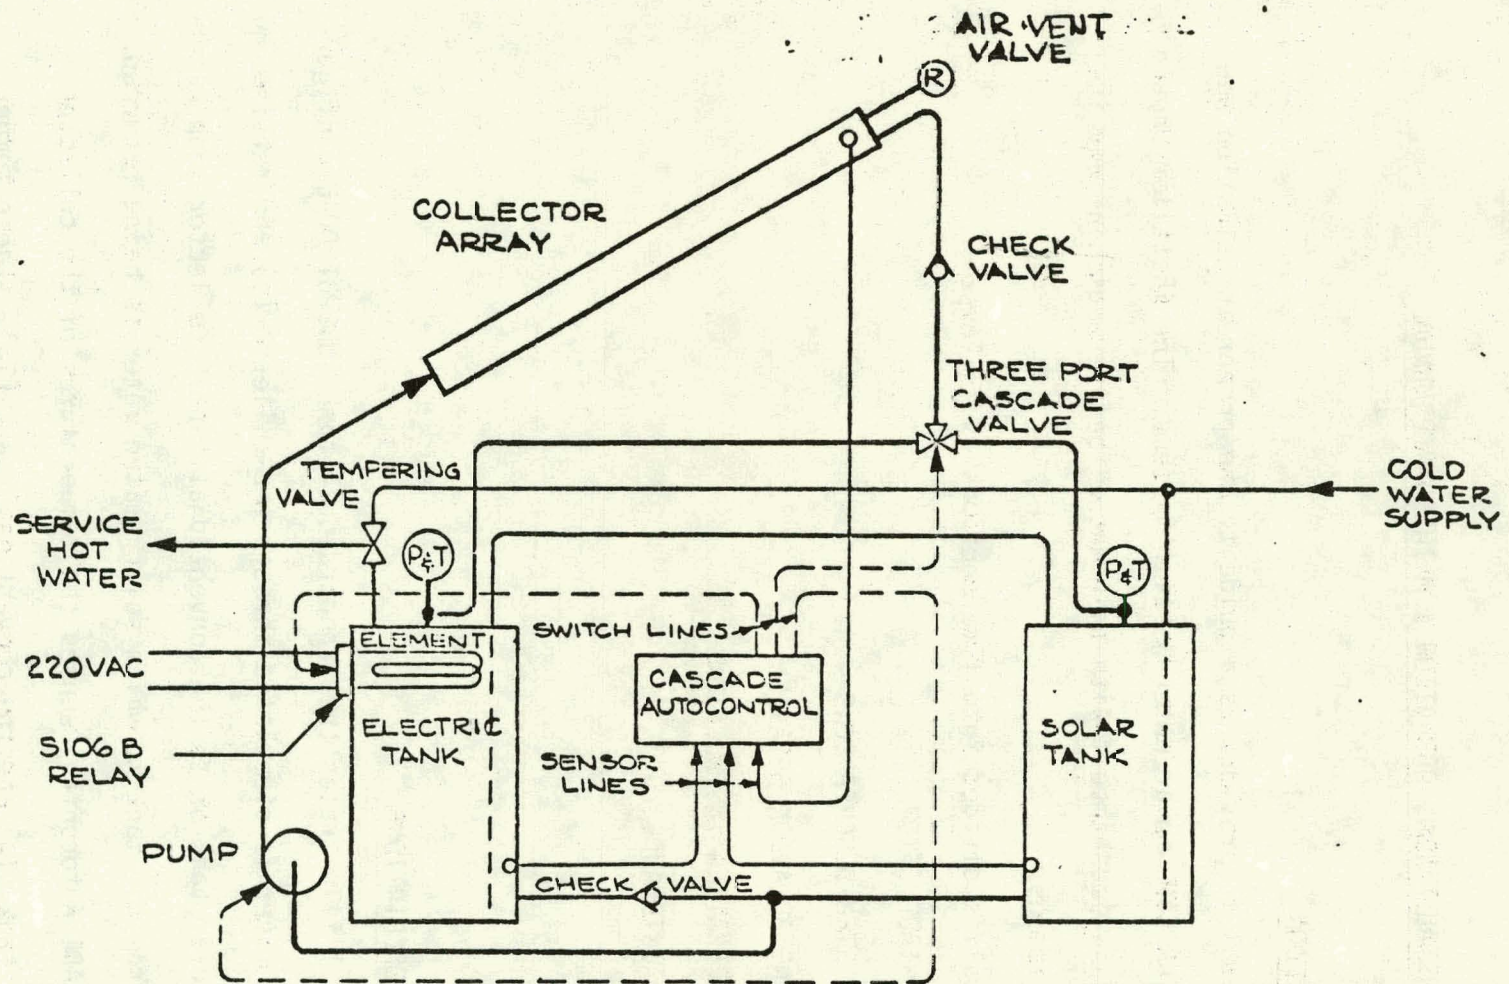 AIR VENT
VALVE
R
COLLECTOR
ARRAY
CHECK
VALVE
THREE PORT
CASCADE
VALVE
TEMPERING
VALVE
COLD
WATER
SUPPLY
SERVICE
HOT
WATER
P&T
P&T
SWITCH LINES
ELEMENT
220VAC
CASCADE
AUTOCONTROL
ELECTRIC
TANK
SOLAR
TANK
S106B
RELAY
SENSOR
LINES
PUMP
CHECK VALVE